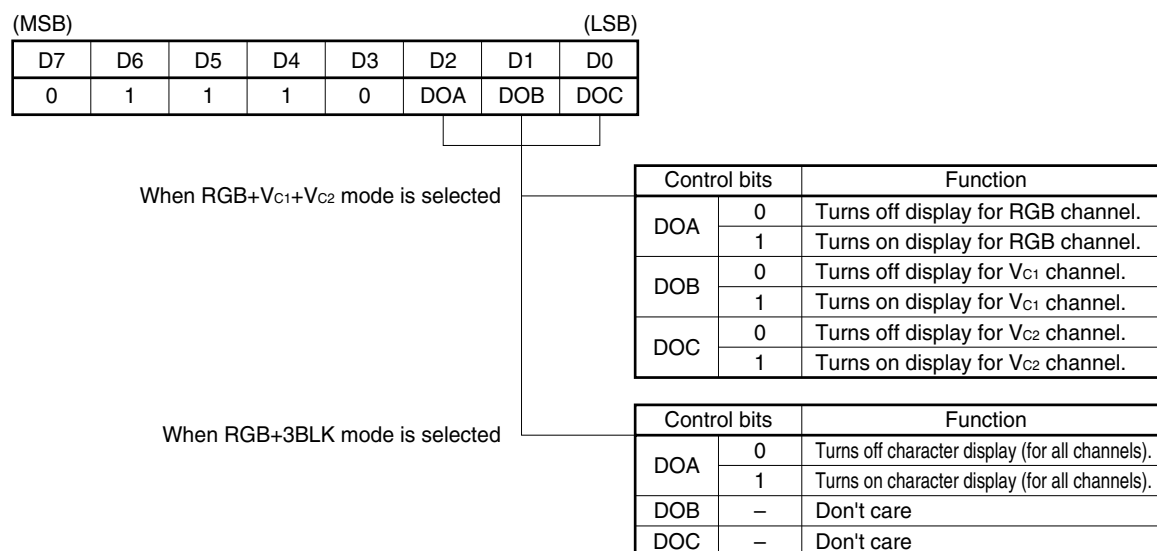 (MSB) (LSB)
D7 D6 D5 D4 D3 D2 D1 D0
0 1 1 1 0 DOA DOB DOC
When RGB+VC1+VC2 mode is selected
Control bits Function
DOA 0 Turns off display for RGB channel.
1 Turns on display for RGB channel.
DOB 0 Turns off display for VC1 channel.
1 Turns on display for VC1 channel.
DOC 0 Turns off display for VC2 channel.
1 Turns on display for VC2 channel.
When RGB+3BLK mode is selected
Control bits Function
DOA 0 Turns off character display (for all channels).
1 Turns on character display (for all channels).
DOB – Don't care
DOC – Don't care